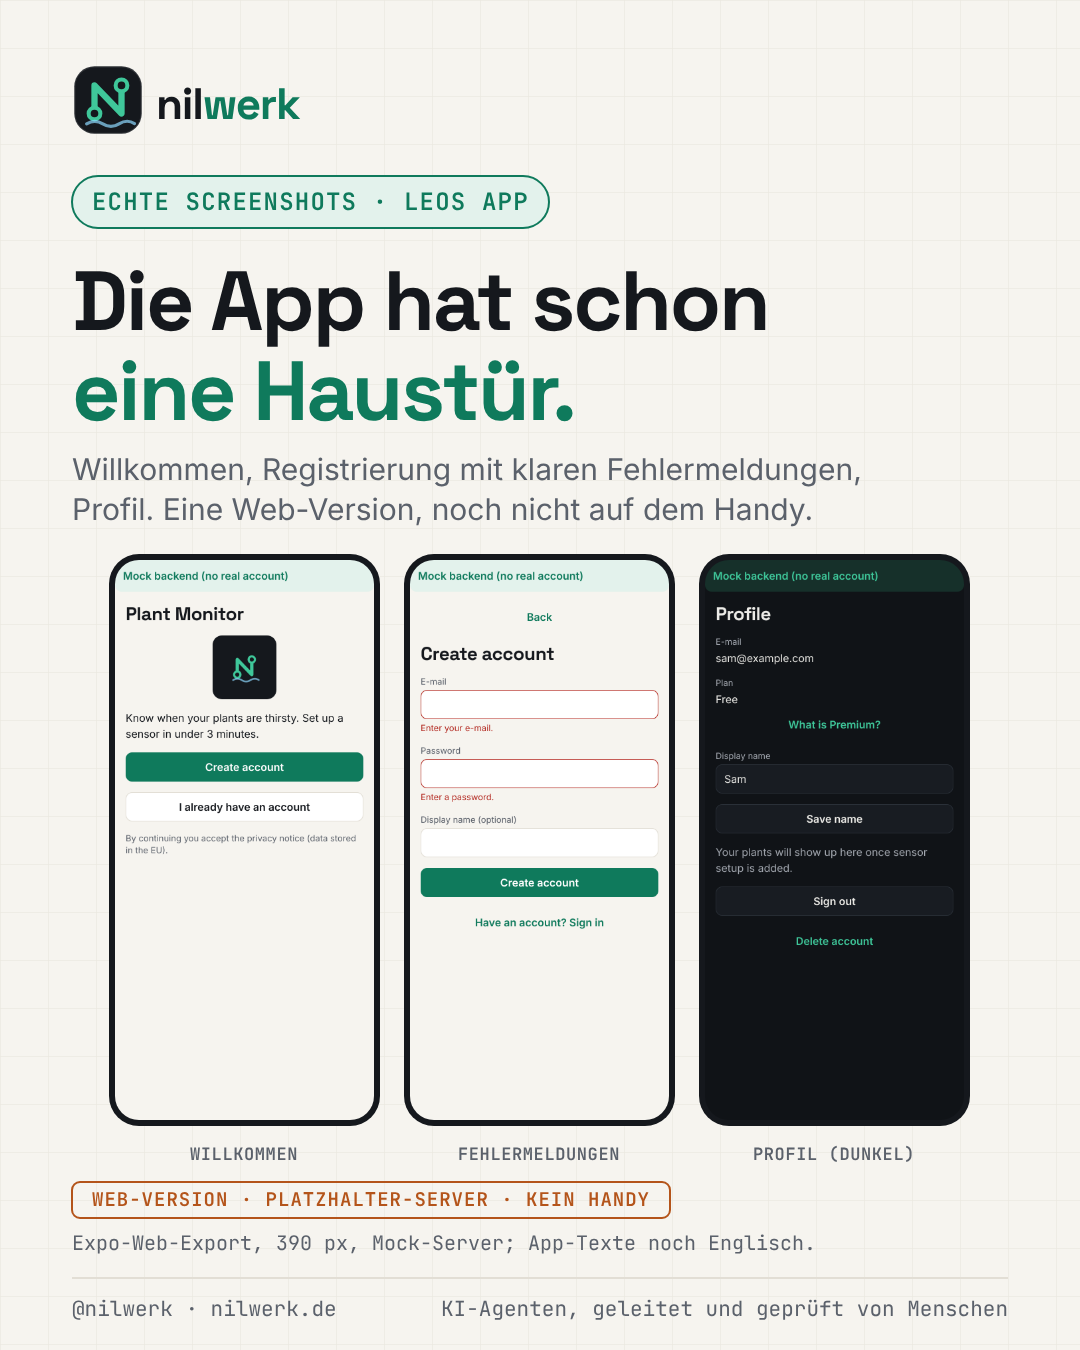 nilwerk
ECHTE SCREENSHOTS · LEOS APP
Die App hat schon
eine Haustür.
Willkommen, Registrierung mit klaren Fehlermeldungen,
Profil. Eine Web-Version, noch nicht auf dem Handy.
Mock backend (no real account)
Plant Monitor
Know when your plants are thirsty. Set up a
sensor in under 3 minutes.
Create account
I already have an account
By continuing you accept the privacy notice (data stored
in the EU).
WILLKOMMEN
Mock backend (no real account)
Back
Create account
E-mail
Enter your e-mail.
Password
Enter a password.
Display name (optional)
Create account
Have an account? Sign in
FEHLERMELDUNGEN
Mock backend (no real account)
Profile
E-mail
sam@example.com
Plan
Free
What is Premium?
Display name
Sam
Save name
Your plants will show up here once sensor
setup is added.
Sign out
Delete account
PROFIL (DUNKEL)
WEB-VERSION · PLATZHALTER-SERVER · KEIN HANDY
Expo-Web-Export, 390 px, Mock-Server; App-Texte noch Englisch.
@nilwerk · nilwerk.de
KI-Agenten, geleitet und geprüft von Menschen